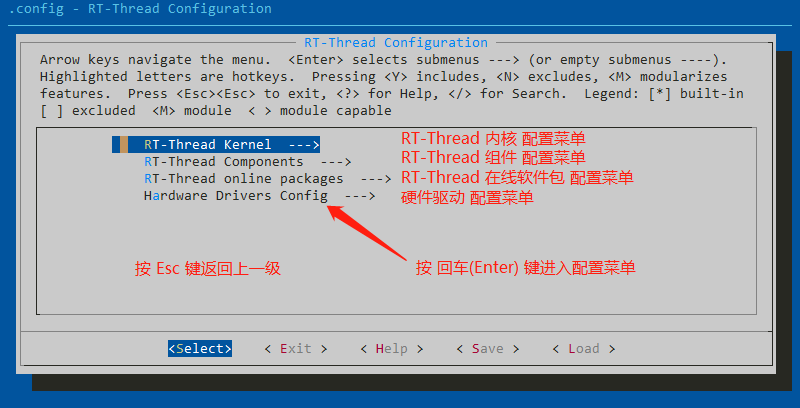 .config - RT-Thread Configuration
RT-Thread Configuration
Arrow keys navigate the menu.  <Enter> selects submenus ---> (or empty submenus ----).
Highlighted letters are hotkeys.  Pressing <Y> includes, <N> excludes, <M> modularizes
features.  Press <Esc><Esc> to exit, <?> for Help, </> for Search.  Legend: [*] built-in
[ ] excluded  <M> module  < > module capable
RT-Thread Kernel  ---> RT-Thread 内核 配置菜单
RT-Thread Components  ---> RT-Thread 组件 配置菜单
RT-Thread online packages  ---> RT-Thread 在线软件包 配置菜单
Hardware Drivers Config  ---> 硬件驱动 配置菜单
按 Esc 键返回上一级 按 回车(Enter) 键进入配置菜单
<Select> < Exit > < Help > < Save > < Load >